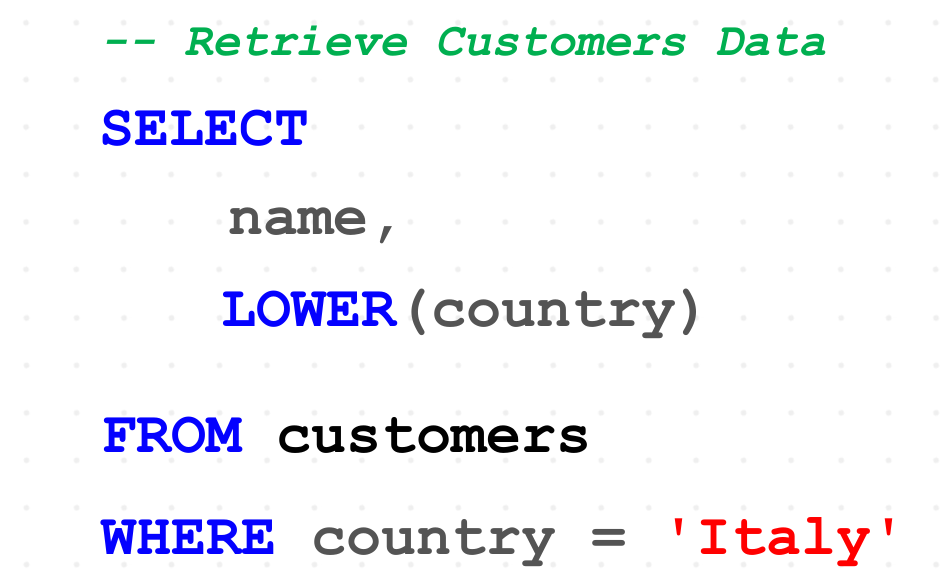 -- Retrieve Customers Data
SELECT
name,
LOWER(country)
FROM customers
WHERE country = 'Italy'